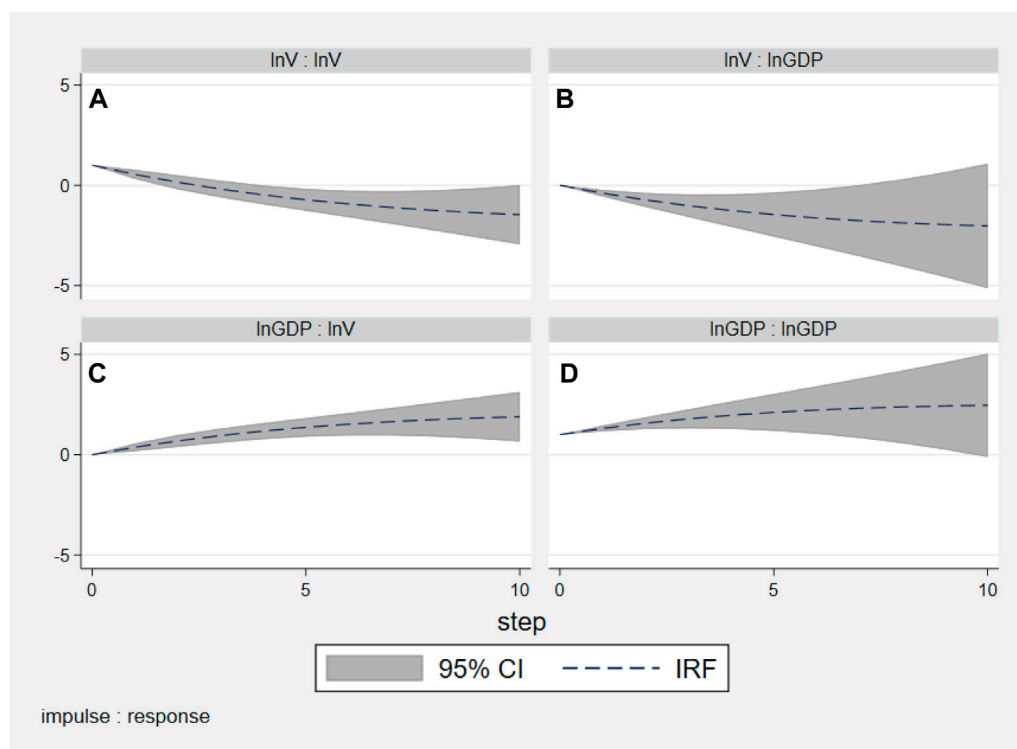 lnV : lnV
lnV : lnGDP
A
B
5
0
-5
lnGDP : lnV
lnGDP : lnGDP
C
D
5
0
-5
0 5 10 0 5 10
step
95% CI IRF
impulse : response